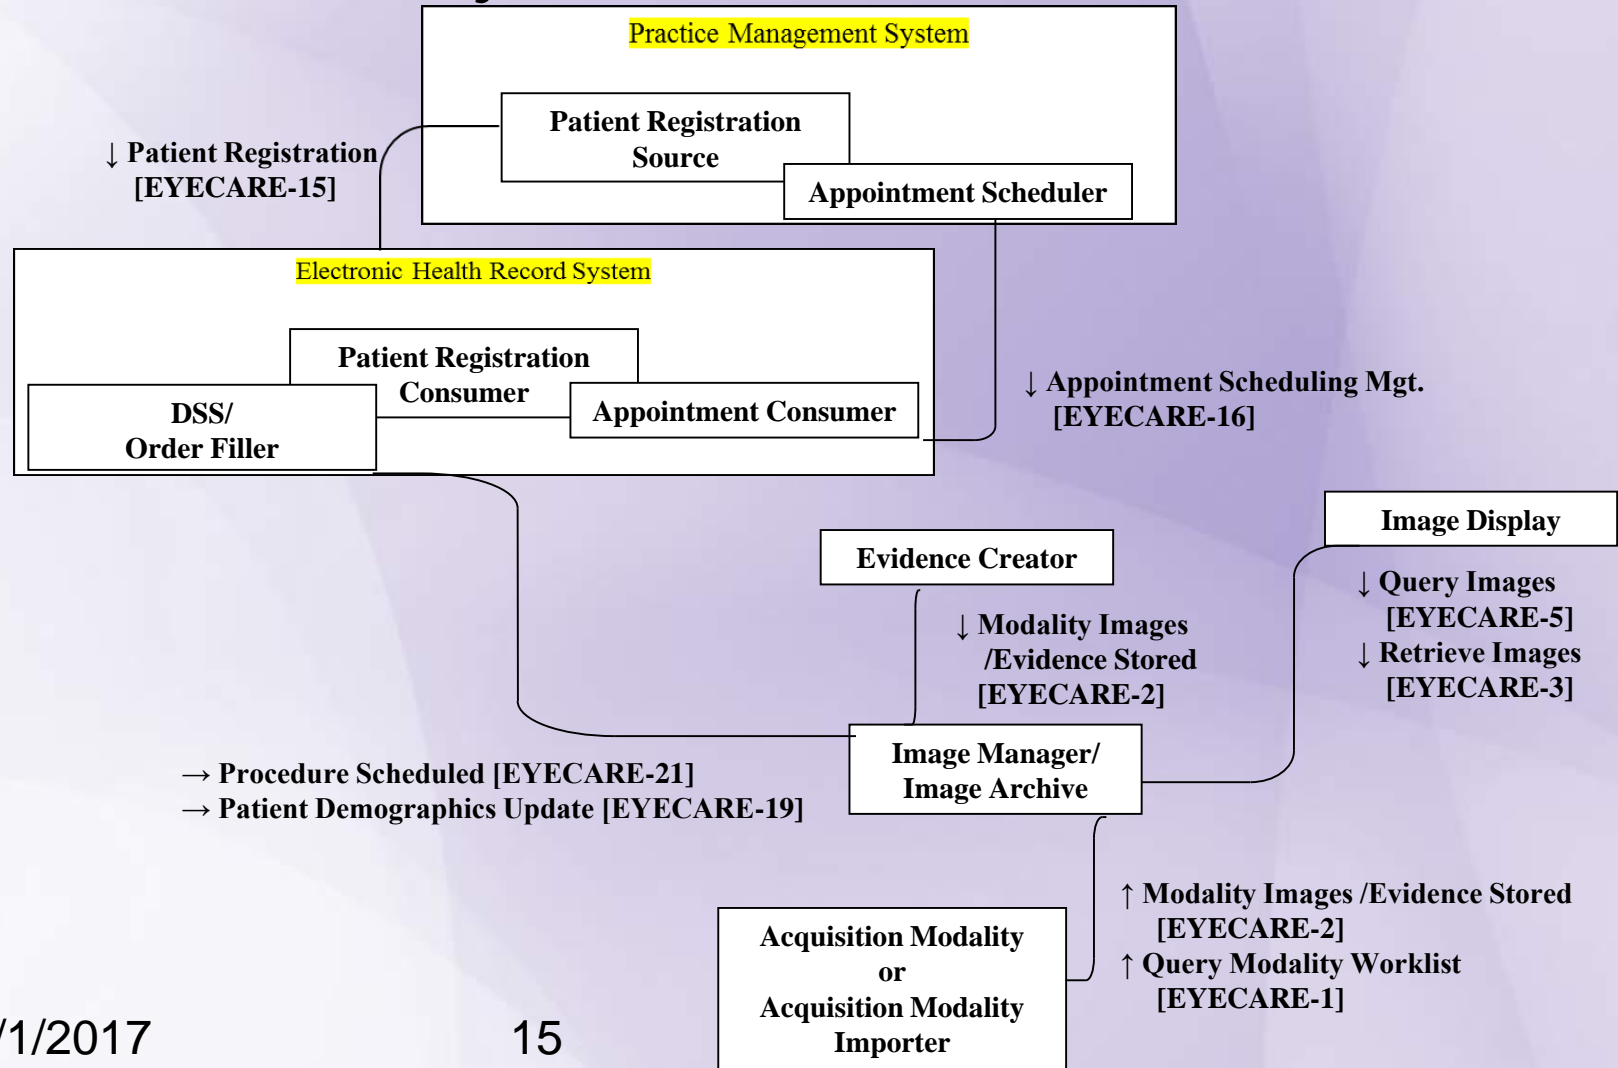 Practice Management System
Patient Registration
Source
Appointment Scheduler
↓ Patient Registration
[EYECARE-15]
Electronic Health Record System
Patient Registration
Consumer
DSS/
Order Filler
Appointment Consumer
↓ Appointment Scheduling Mgt.
[EYECARE-16]
Image Display
Evidence Creator
↓ Query Images
[EYECARE-5]
↓ Retrieve Images
[EYECARE-3]
↓ Modality Images
/Evidence Stored
[EYECARE-2]
Image Manager/
Image Archive
→ Procedure Scheduled [EYECARE-21]
→ Patient Demographics Update [EYECARE-19]
↑ Modality Images /Evidence Stored
[EYECARE-2]
↑ Query Modality Worklist
[EYECARE-1]
Acquisition Modality
or
Acquisition Modality
Importer
/1/2017
15